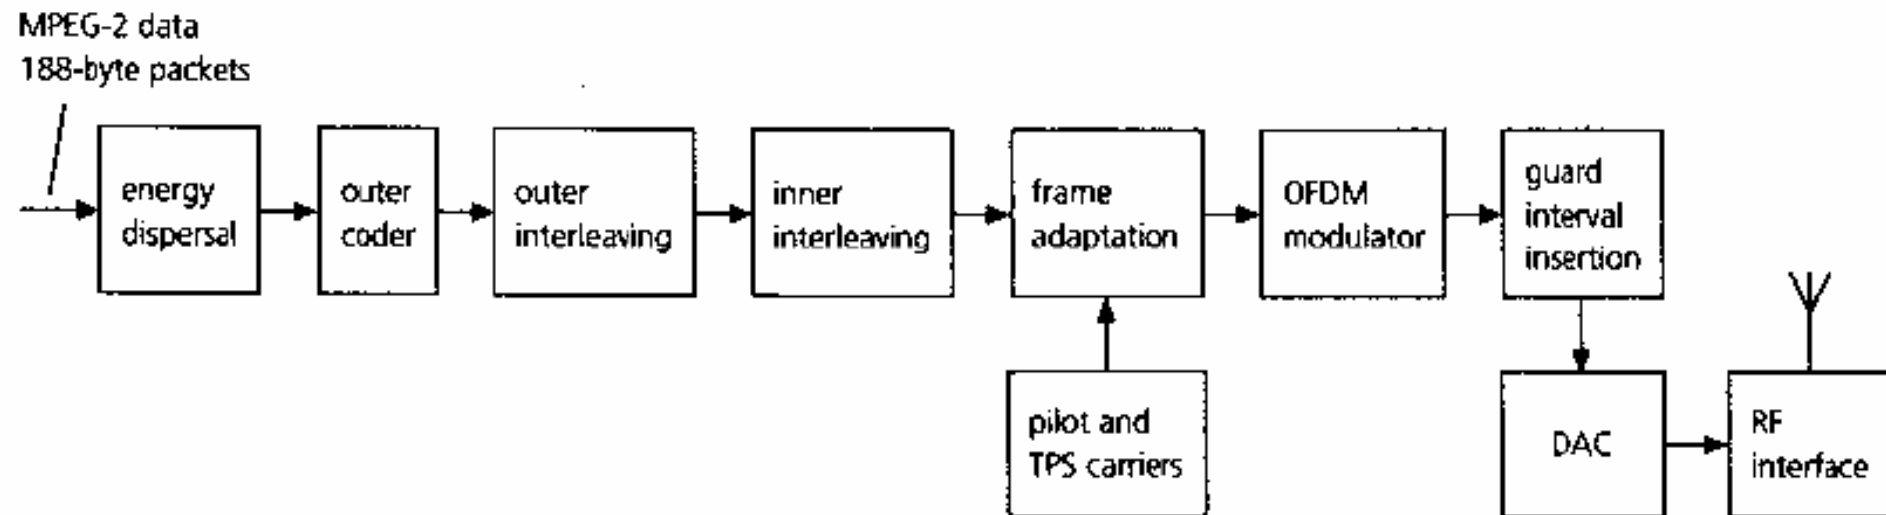 MPEG-2 data
188-byte packets
energy
dispersal
outer
coder
outer
interleaving
inner
interleaving
frame
adaptation
OFDM
modulator
guard
interval
insertion
pilot and
TPS carriers
DAC
RF
interface